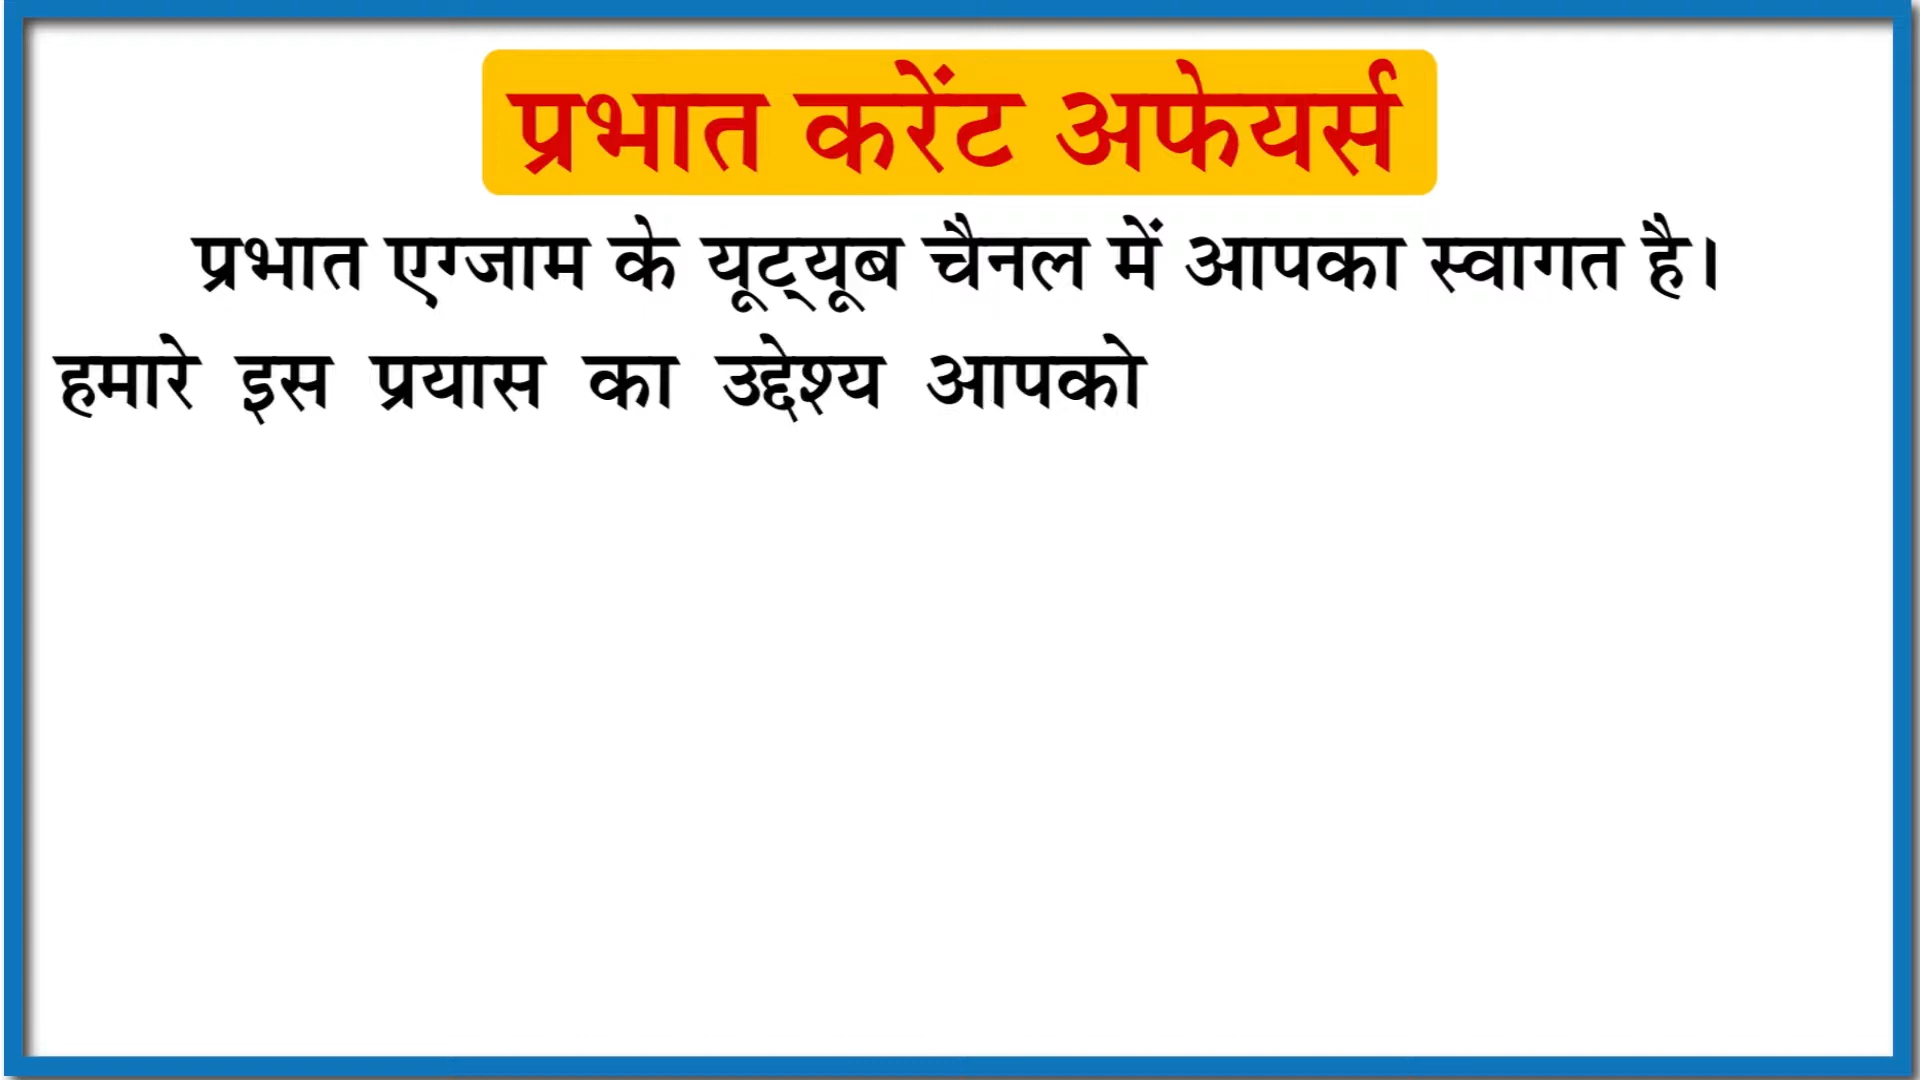 प्रभात करेंट अफेयर्स
प्रभात एग्जाम के यूट्‌यूब चैनल में आपका स्वागत है।
हमारे इस प्रयास का उद्देश्य आपको